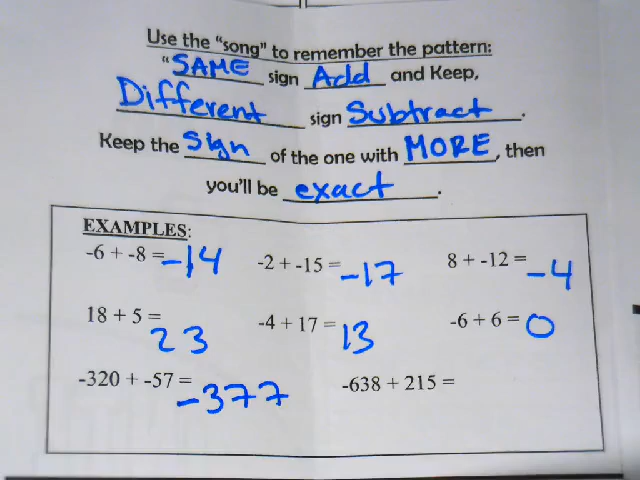 Use the “song” to remember the pattern:
“SAME sign Add and Keep,
Different sign Subtract.
Keep the Sign of the one with MORE, then
you’ll be exact.
EXAMPLES:
-6 + -8 = -14 -2 + -15 = -17 8 + -12 = -4
18 + 5 = 23 -4 + 17 = 13 -6 + 6 = 0
-320 + -57 = -377 -638 + 215 =